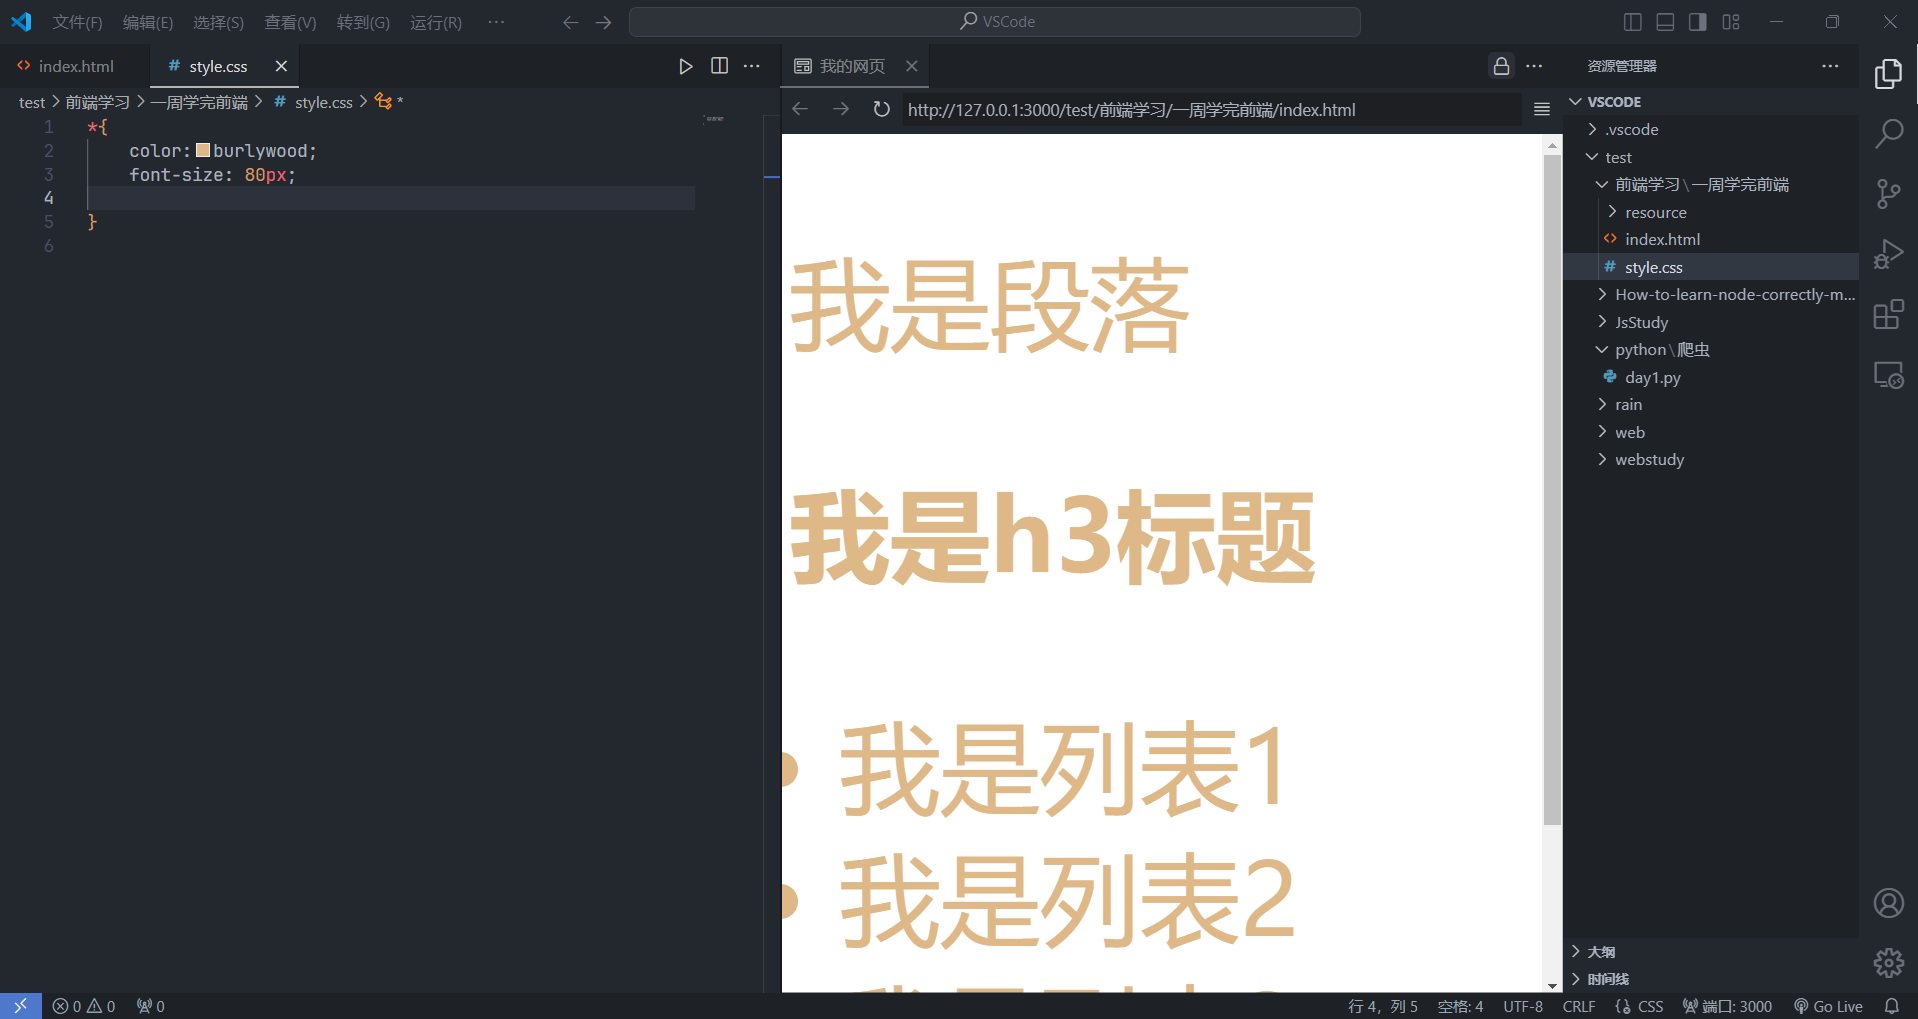 文件(F) 编辑(E) 选择(S) 查看(V) 转到(G) 运行(R) ··· VSCode
index.html # style.css
test > 前端学习 > 一周学完前端 > # style.css > *
1 *{
2 color: burlywood;
3 font-size: 80px;
4
5 }
6
我的网页
http://127.0.0.1:3000/test/前端学习/一周学完前端/index.html
我是段落
我是h3标题
• 我是列表1
• 我是列表2
资源管理器
VSCODE
.vscode
test
前端学习\一周学完前端
resource
index.html
# style.css
How-to-learn-node-correctly-m...
JsStudy
python\爬虫
day1.py
rain
web
webstudy
大纲
时间线
0 0 0 行 4，列 5 空格: 4 UTF-8 CRLF CSS 端口: 3000 Go Live